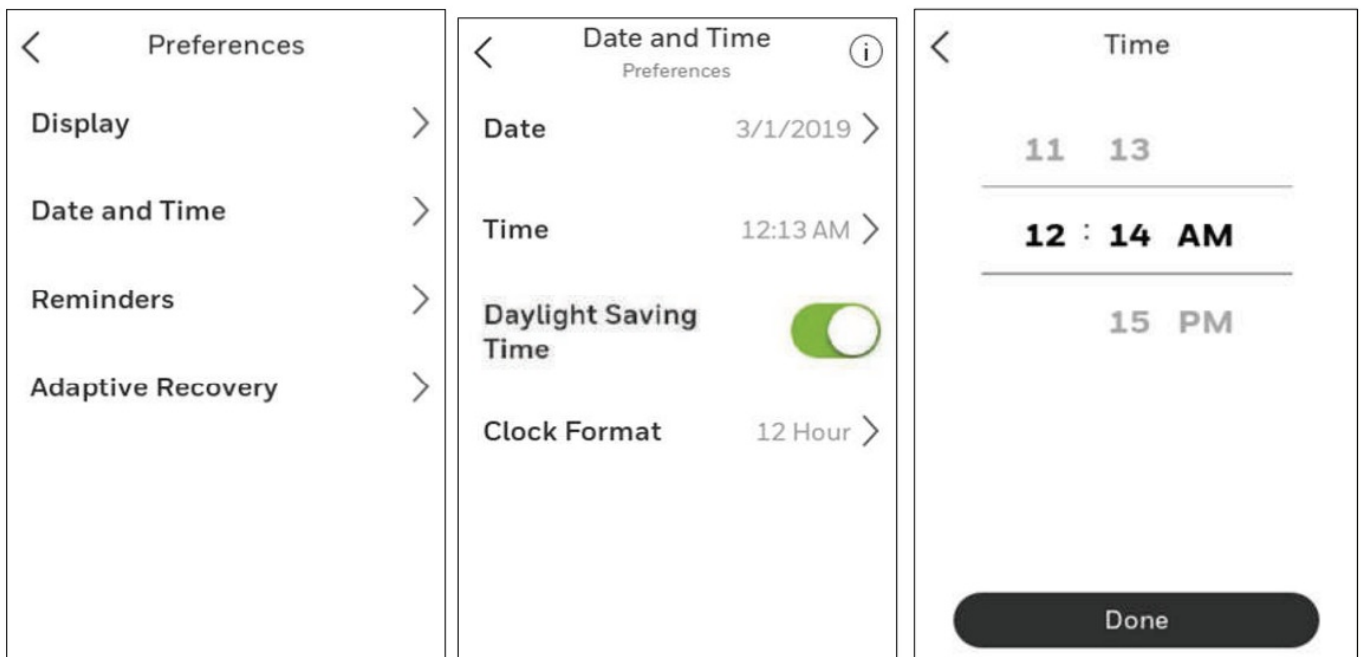 Preferences
Display
Date and Time
Reminders
Adaptive Recovery
Date and Time
Preferences
i
Date 3/1/2019
Time 12:13 AM
Daylight Saving
Time
Clock Format 12 Hour
Time
11 13
12 : 14 AM
15 PM
Done